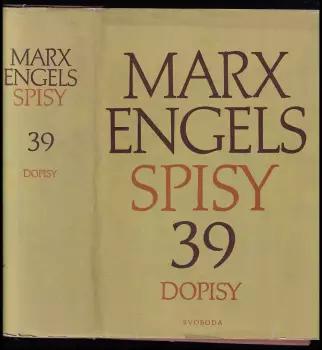 MARX
ENGELS
SPISY
39
DOPISY
MARX
ENGELS
SPISY
39
DOPISY
SVOBODA